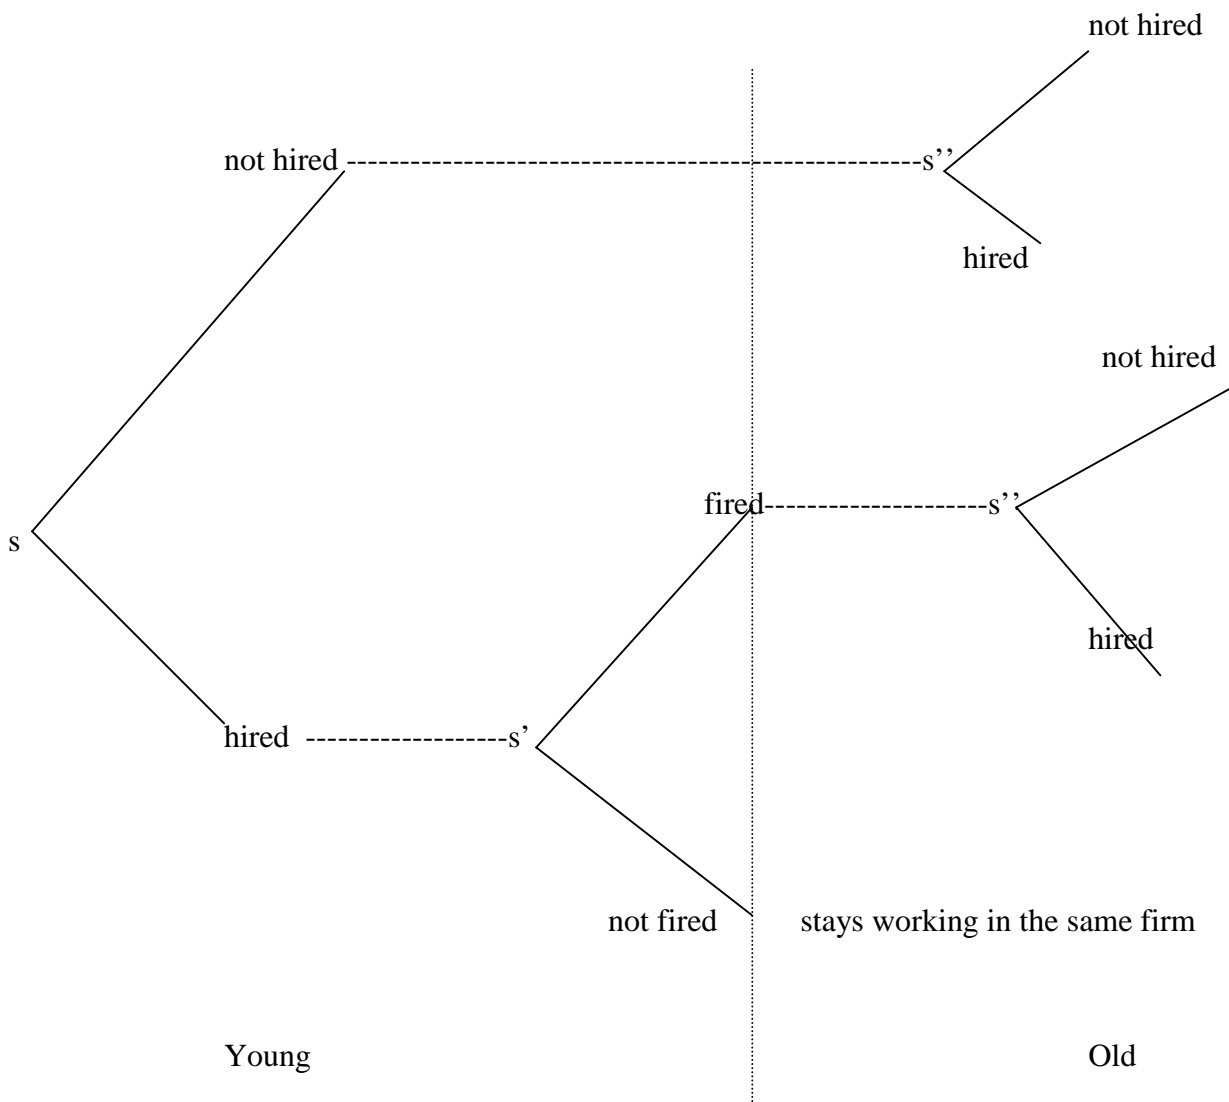 not hired
not hired ---------------------------------------------s’’
hired
not hired
fired------------------s’’
s
hired
hired -------------------s’
not fired stays working in the same firm
Young Old